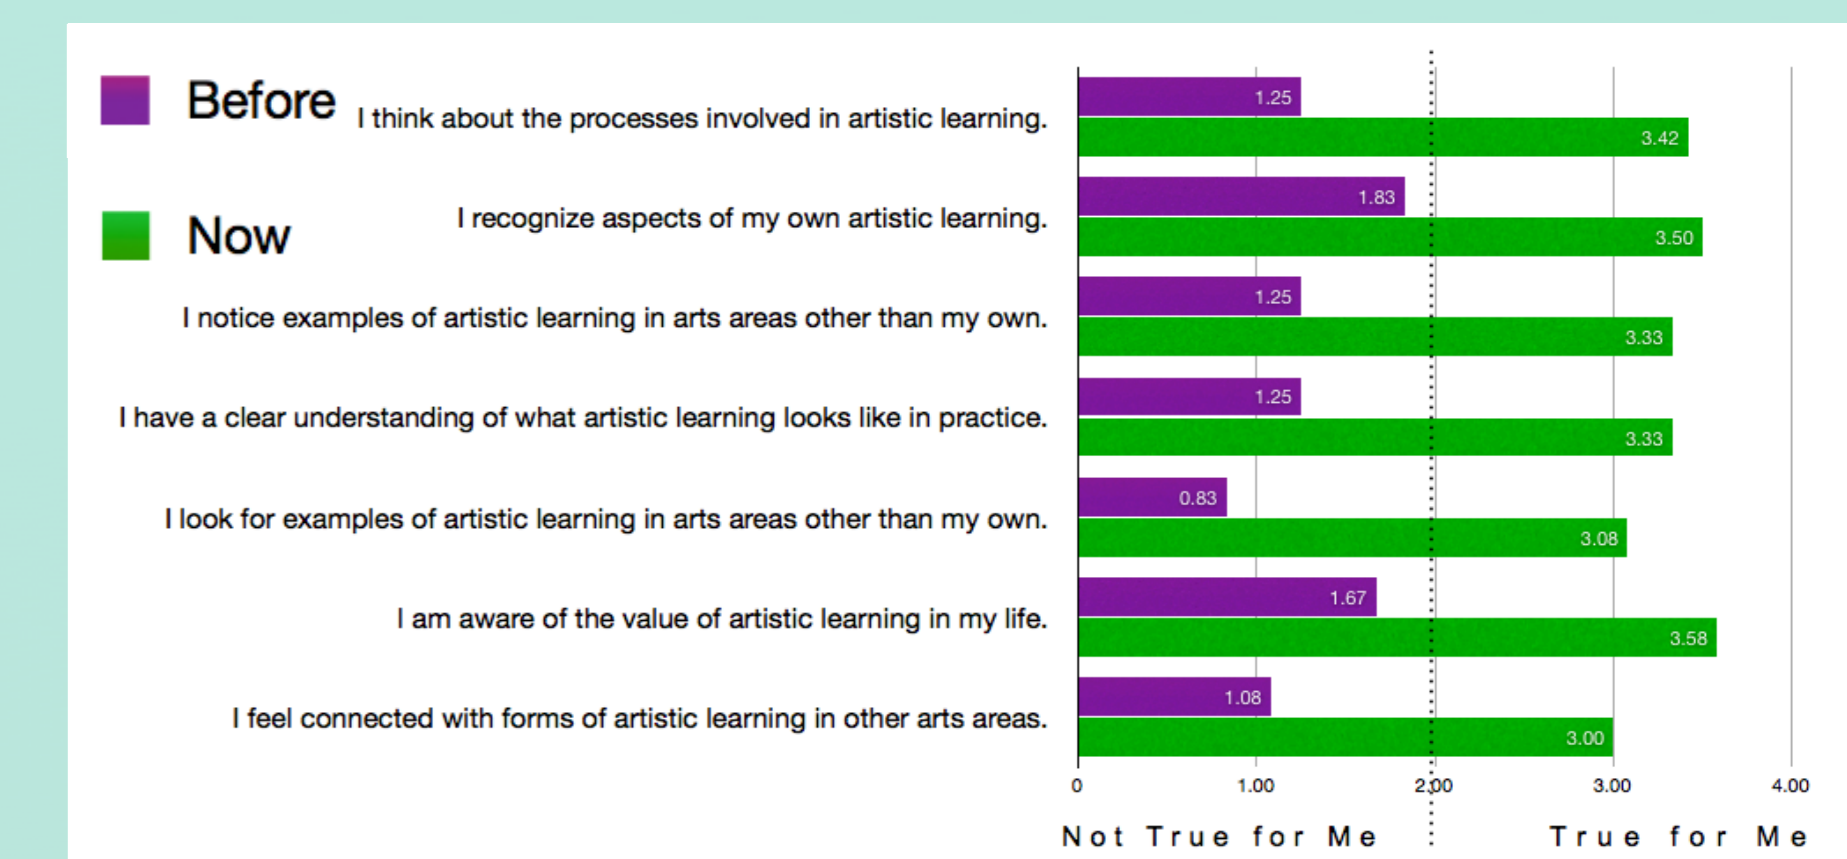 Before
I think about the processes involved in artistic learning.
1.25
3.42
Now
I recognize aspects of my own artistic learning.
1.83
3.50
I notice examples of artistic learning in arts areas other than my own.
1.25
3.33
I have a clear understanding of what artistic learning looks like in practice.
1.25
3.33
I look for examples of artistic learning in arts areas other than my own.
0.83
3.08
I am aware of the value of artistic learning in my life.
1.67
3.58
I feel connected with forms of artistic learning in other arts areas.
1.08
3.00
0 1.00 2.00 3.00 4.00
Not True for Me True for Me